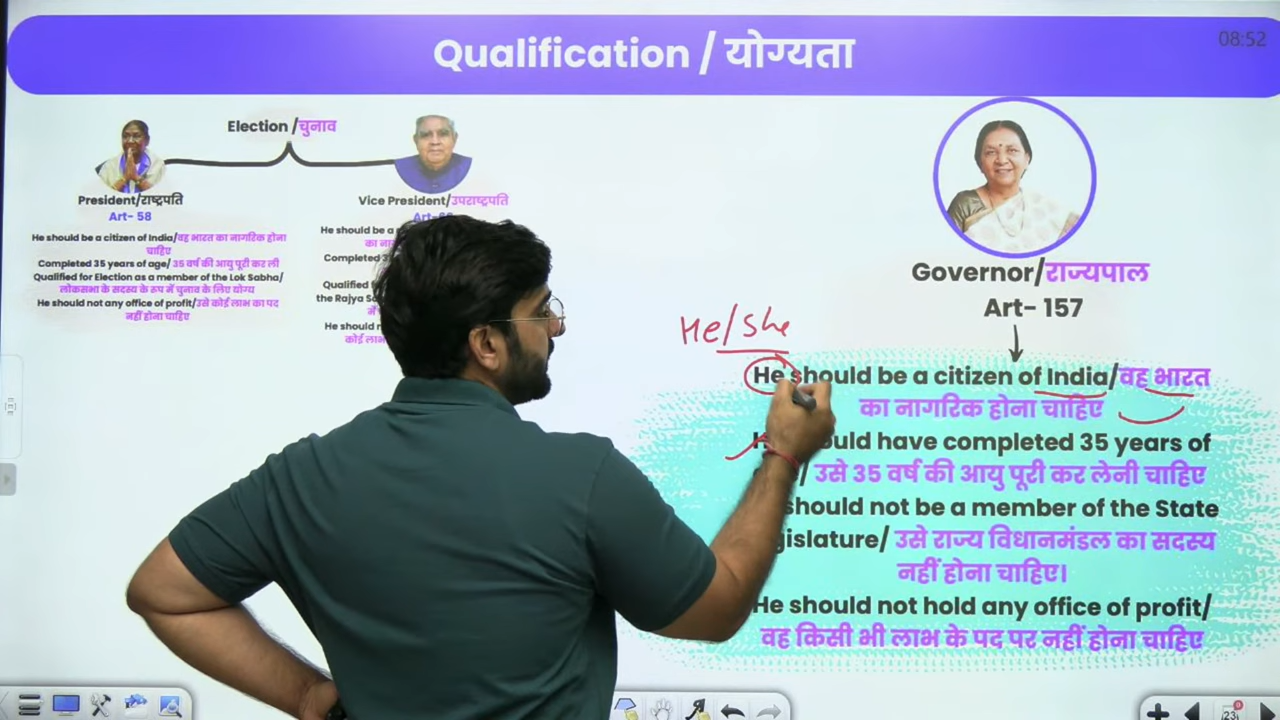 08:52
Qualification / योग्यता
Election /चुनाव
President/राष्ट्रपति
Art- 58
He should be a citizen of India/वह भारत का नागरिक होना
चाहिए
Completed 35 years of age/ 35 वर्ष की आयु पूरी कर ली
Qualified for Election as a member of the Lok Sabha/
लोकसभा के सदस्य के रूप में चुनाव के लिए योग्य
He should not any office of profit/उसे कोई लाभ का पद
नहीं होना चाहिए
Vice President/उपराष्ट्रपति
He should be a
Completed
Qualified
the Rajya
He should
Governor/राज्यपाल
Art- 157
He/She
He should be a citizen of India/वह भारत
का नागरिक होना चाहिए
have completed 35 years of
/ उसे 35 वर्ष की आयु पूरी कर लेनी चाहिए
should not be a member of the State
/ उसे राज्य विधानमंडल का सदस्य
नहीं होना चाहिए।
He should not hold any office of profit/
वह किसी भी लाभ के पद पर नहीं होना चाहिए